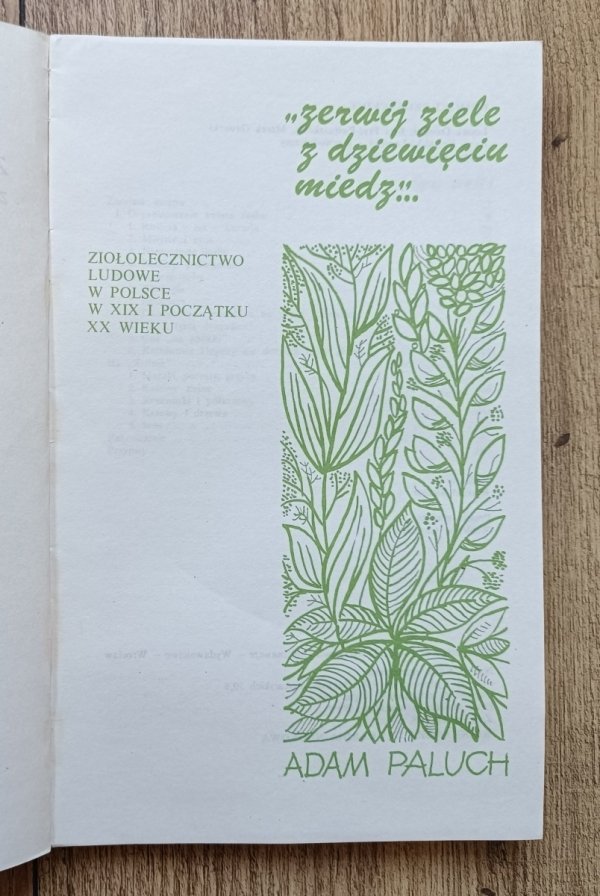 „zerwij ziele
z dziewięciu
miedz"...
ZIOŁOLECZNICTWO
LUDOWE
W POLSCE
W XIX I POCZĄTKU
XX WIEKU
ADAM PALUCH